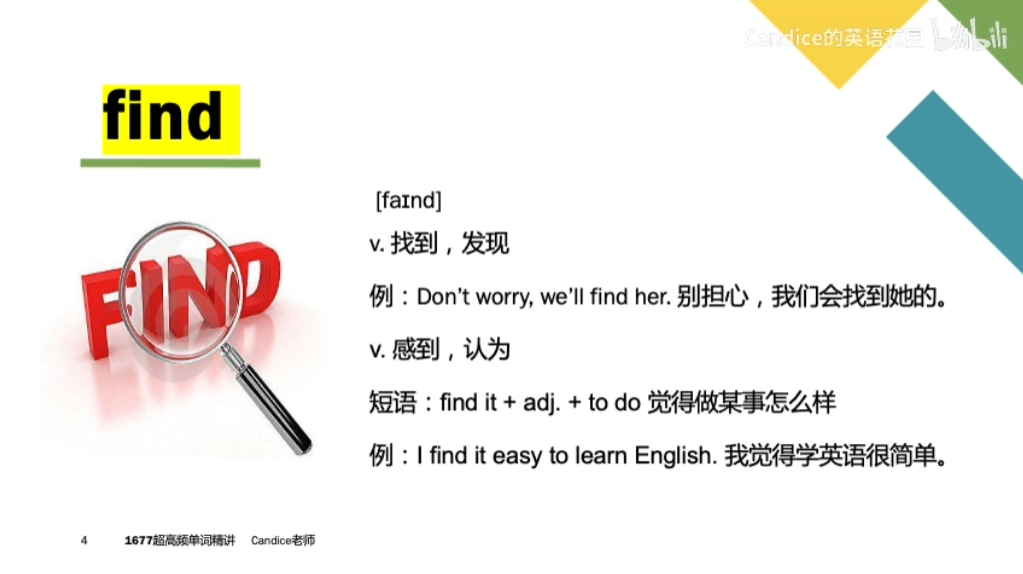 Candice的英语花园 bilibili
find
FIND
[faɪnd]
v. 找到，发现
例：Don't worry, we'll find her. 别担心，我们会找到她的。
v. 感到，认为
短语：find it + adj. + to do 觉得做某事怎么样
例：I find it easy to learn English. 我觉得学英语很简单。
4 1677超高频单词精讲 Candice老师